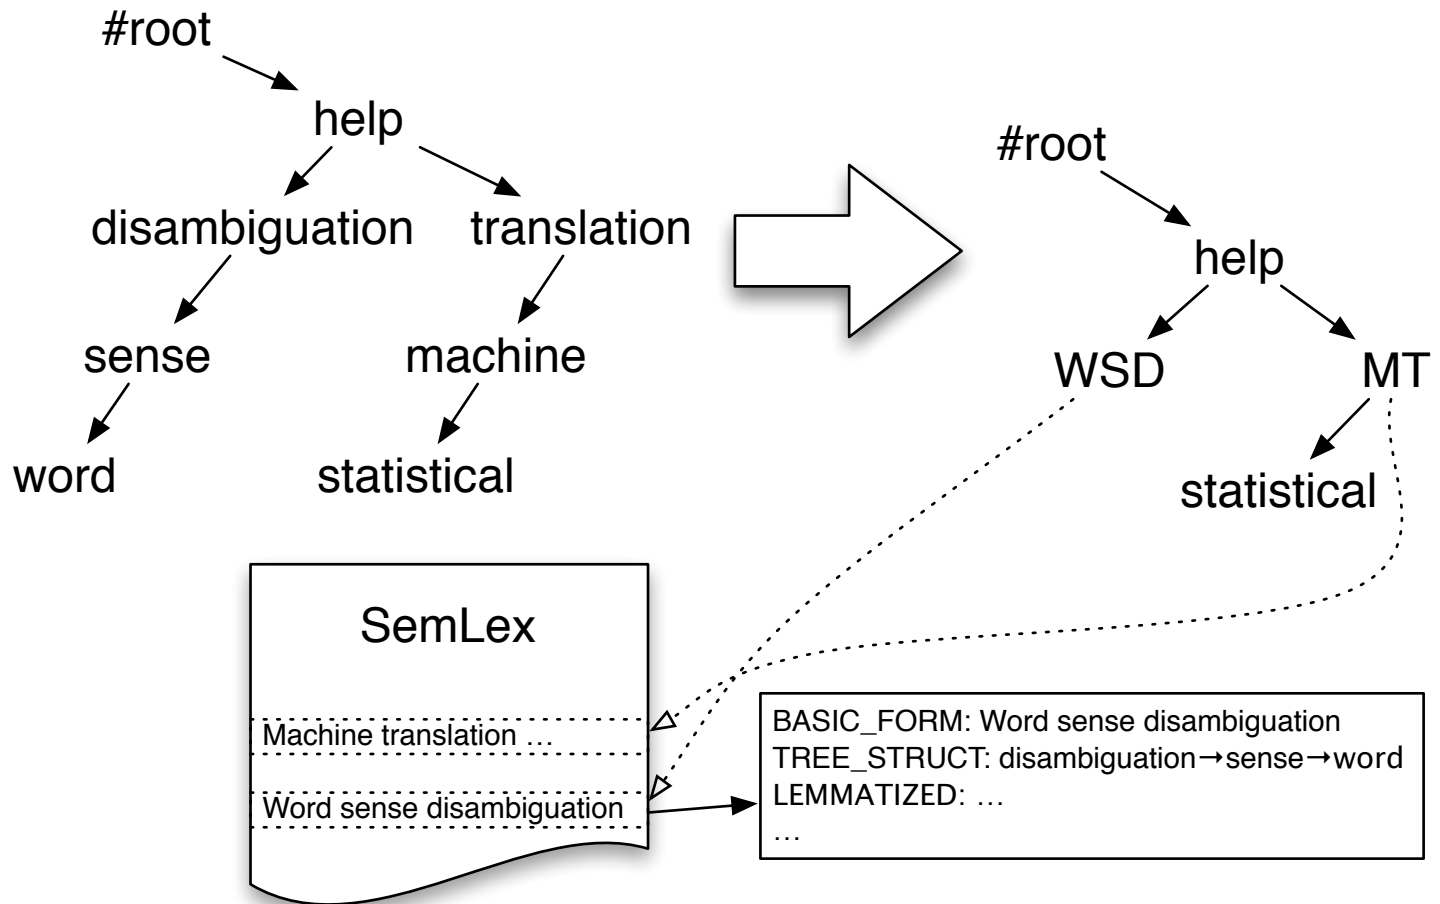 #root
help
disambiguation translation
sense machine
word statistical
#root
help
WSD MT
statistical
SemLex
Machine translation …
Word sense disambiguation
BASIC_FORM: Word sense disambiguation
TREE_STRUCT: disambiguation→sense→word
LEMMATIZED: …
…